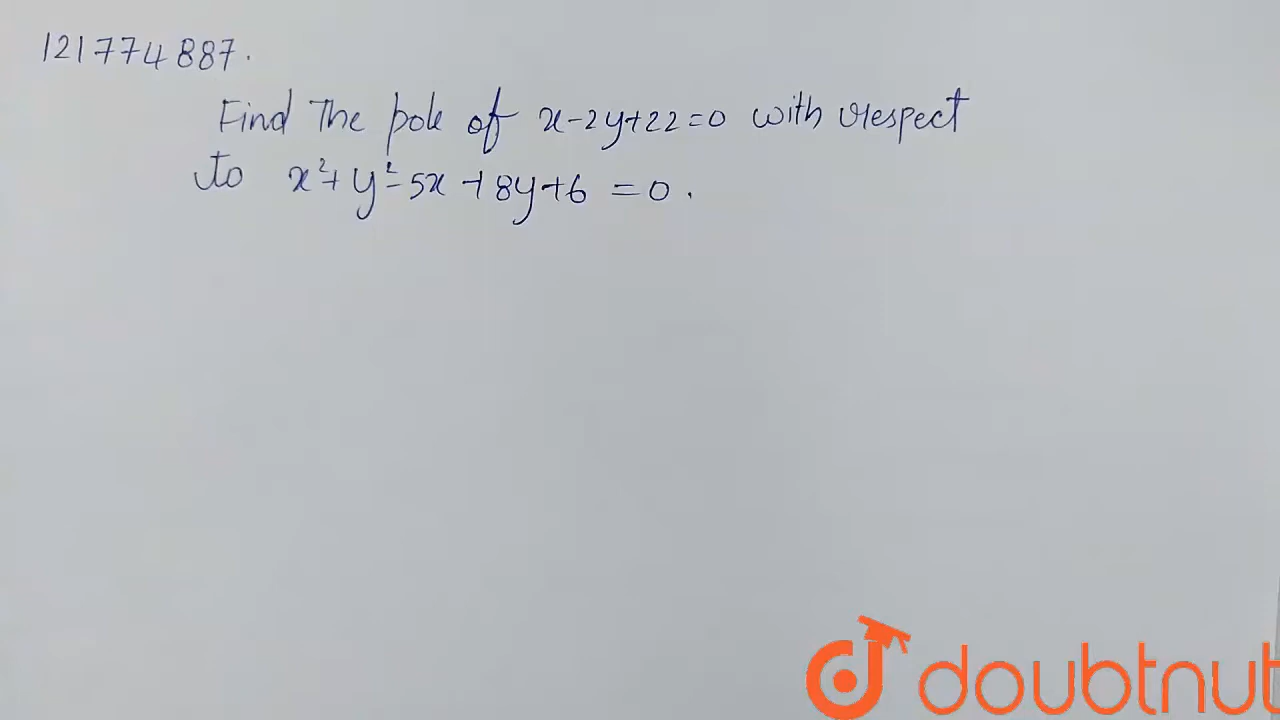 121774887.
Find The pole of x-2y+22=0 with respect
to x²+y²-5x+8y+6 =0.
doubtnut